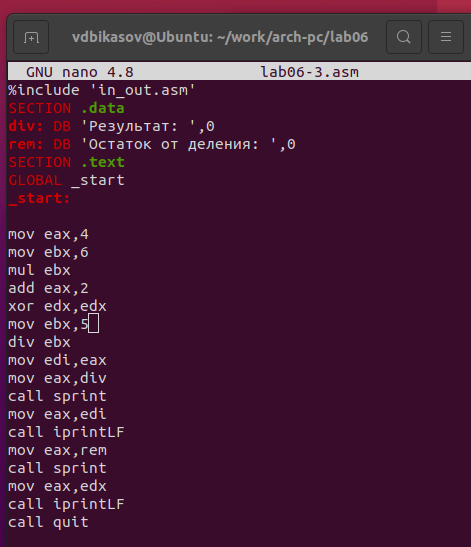 vdbikasov@Ubuntu: ~/work/arch-pc/lab06
GNU nano 4.8 lab06-3.asm
%include 'in_out.asm'
SECTION .data
div: DB 'Результат: ',0
rem: DB 'Остаток от деления: ',0
SECTION .text
GLOBAL _start
_start:

mov eax,4
mov ebx,6
mul ebx
add eax,2
xor edx,edx
mov ebx,5
div ebx
mov edi,eax
mov eax,div
call sprint
mov eax,edi
call iprintLF
mov eax,rem
call sprint
mov eax,edx
call iprintLF
call quit